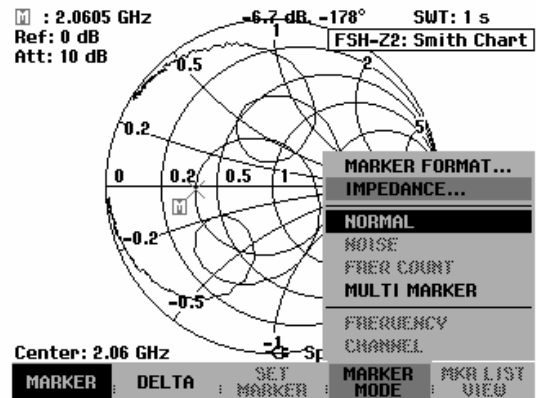 M : 2.0605 GHz -6.7 dB, -178° SWT: 1 s
Ref: 0 dB
Att: 10 dB
FSH-Z2: Smith Chart
1
0.5
2
0.2
5
0 0.2 0.5 1
M
-0.2
-0.5
-1
MARKER FORMAT...
IMPEDANCE...
NORMAL
NOISE
FRER COUNT
MULTI MARKER
FRERUENCY
CHANNEL
Center: 2.06 GHz Sp
MARKER DELTA SET MARKER MARKER MODE MKR LIST VIEW